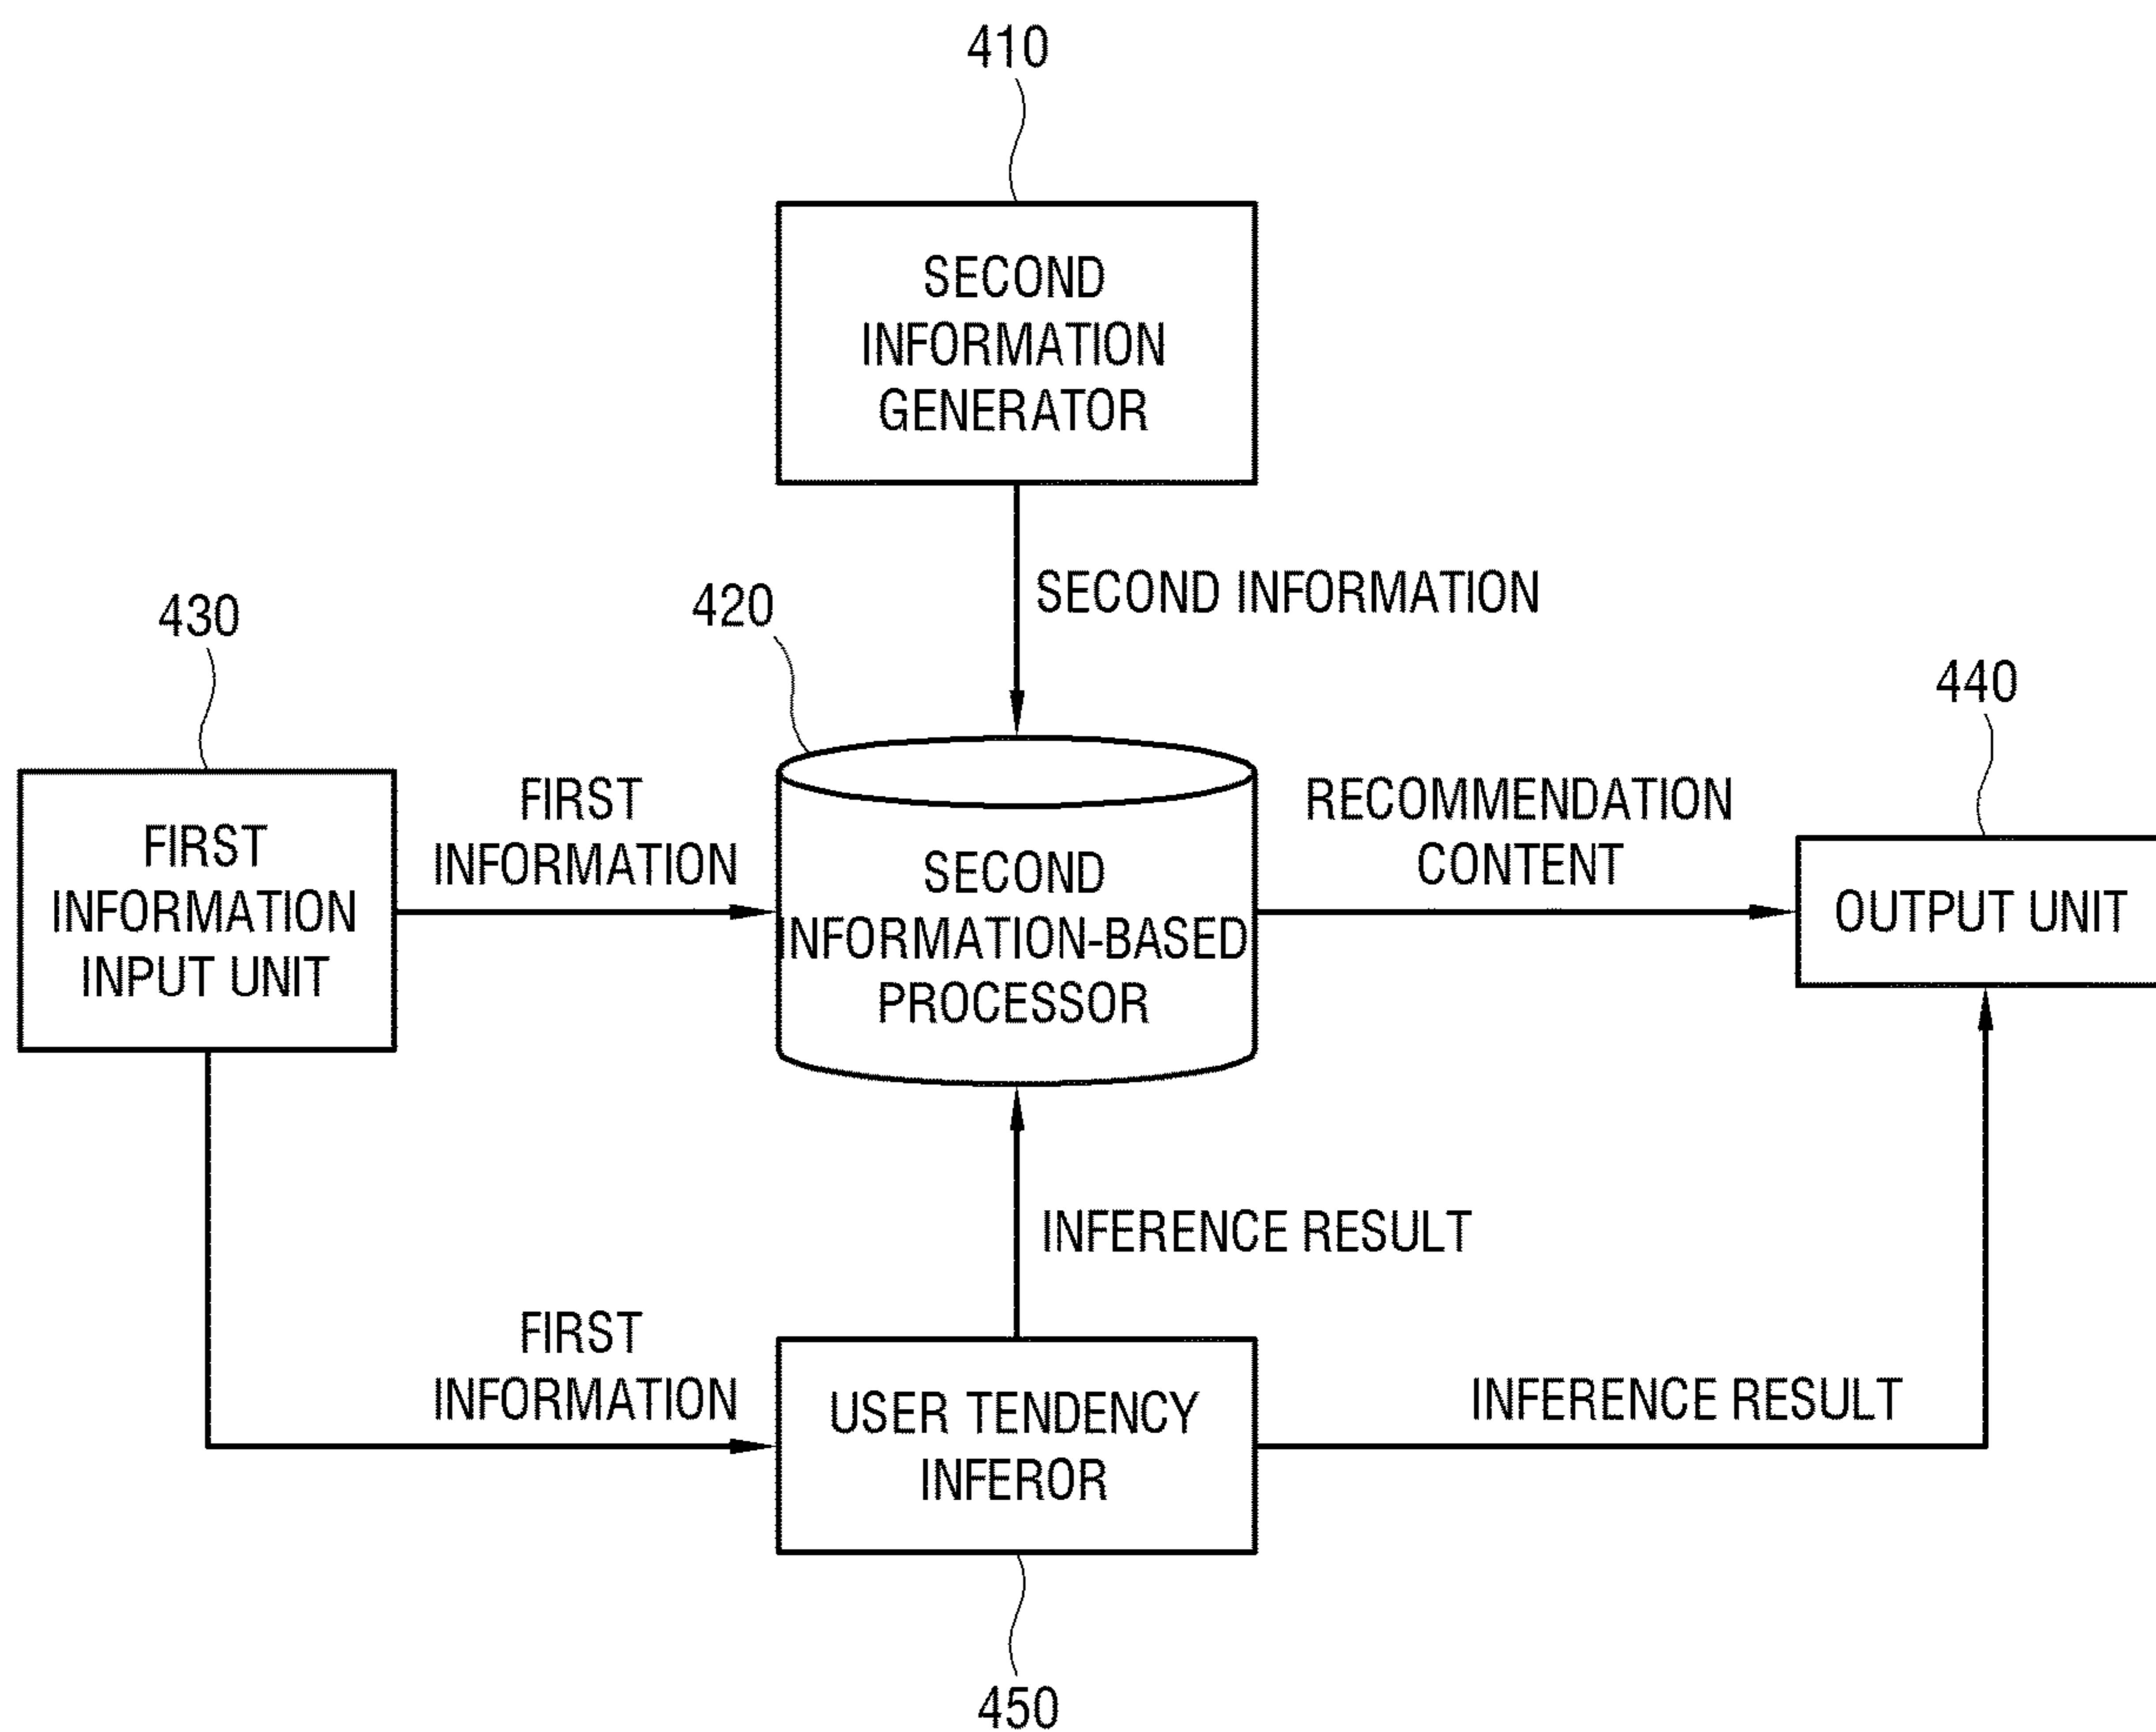 410
SECOND
INFORMATION
GENERATOR
SECOND INFORMATION
430
420
440
FIRST
INFORMATION
INPUT UNIT
FIRST
INFORMATION
SECOND
INFORMATION-BASED
PROCESSOR
RECOMMENDATION
CONTENT
OUTPUT UNIT
INFERENCE RESULT
FIRST
INFORMATION
USER TENDENCY
INFEROR
INFERENCE RESULT
450